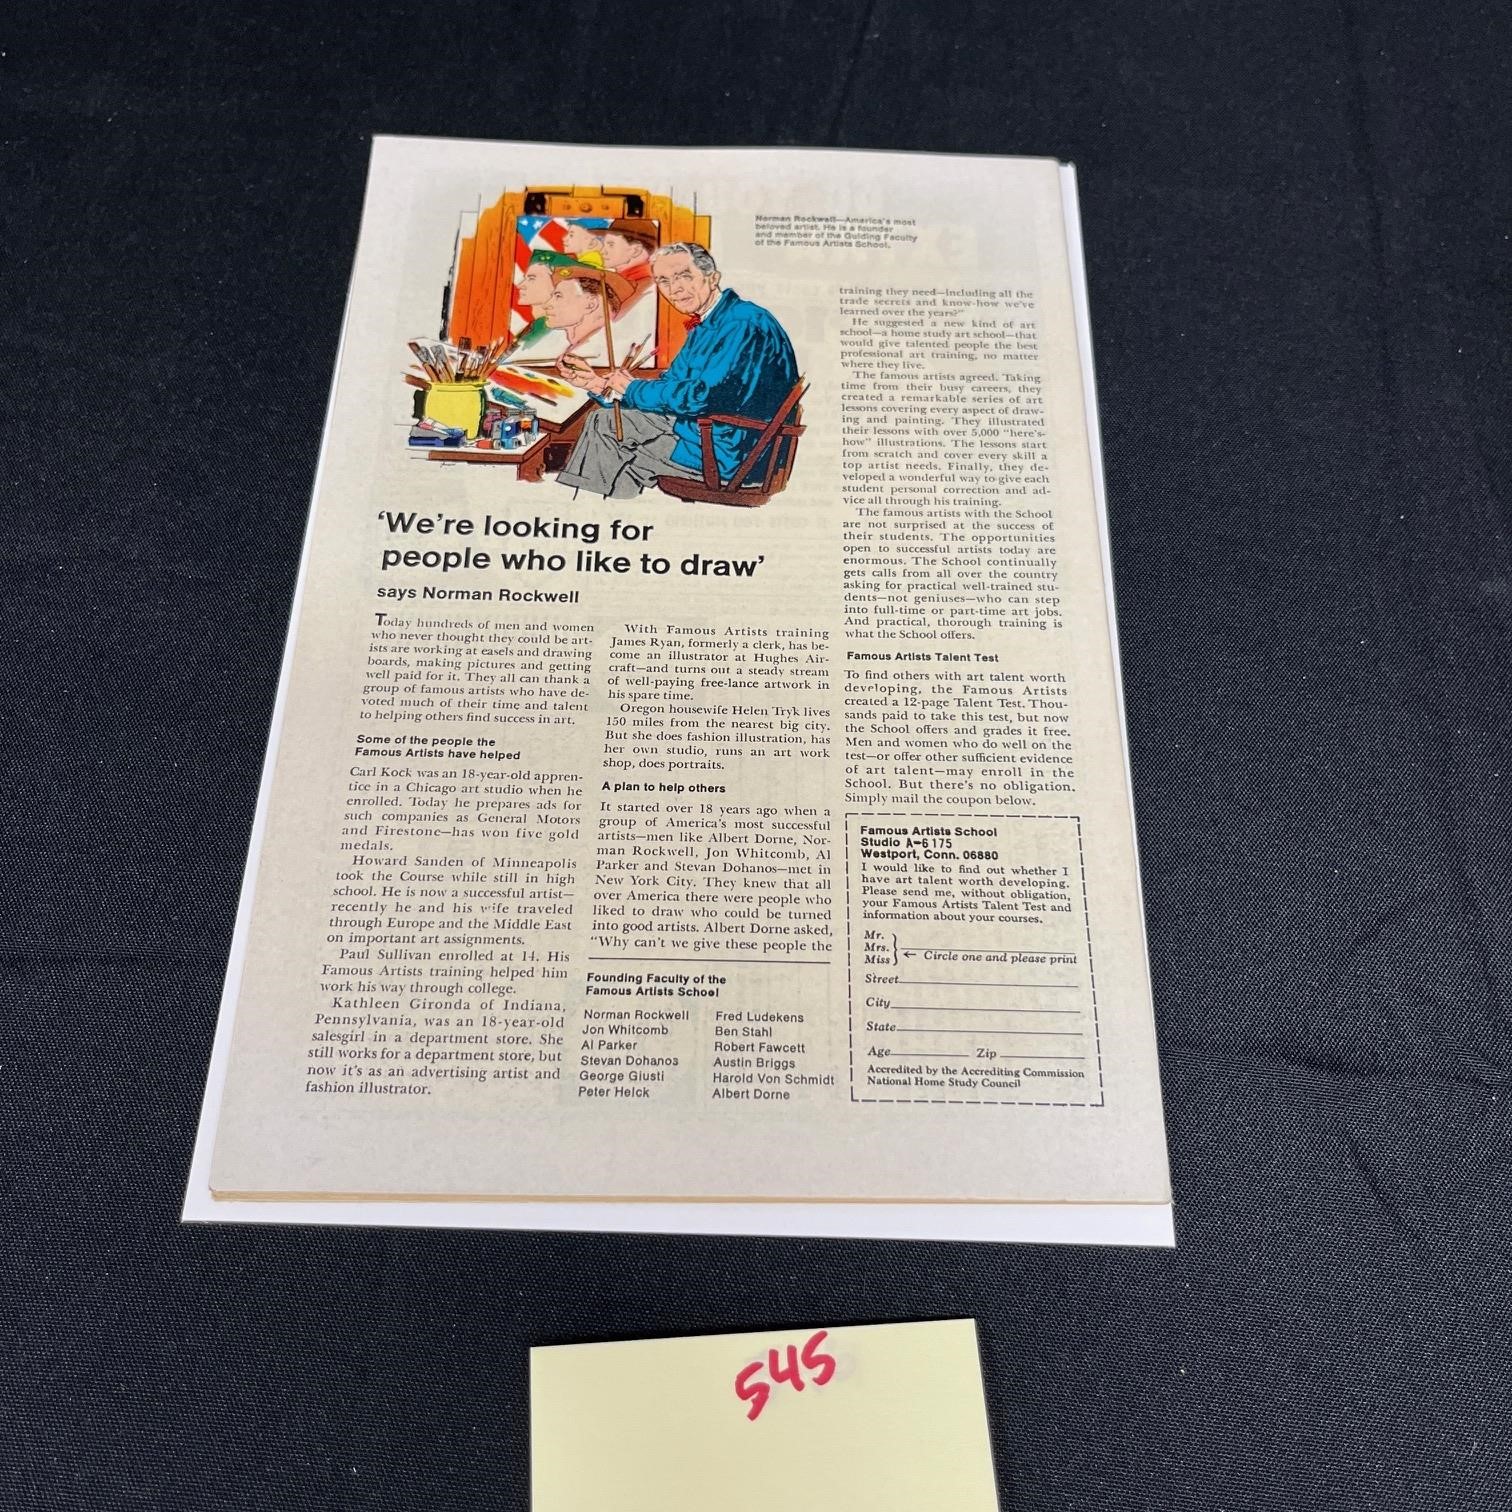 Norman Rockwell—America's most
beloved artist. He is a founder
and member of the Guiding Faculty
of the Famous Artists School.
'We're looking for
people who like to draw'
says Norman Rockwell
Today hundreds of men and women
who never thought they could be art-
ists are working at easels and drawing
boards, making pictures and getting
well paid for it. They all can thank a
group of famous artists who have de-
voted much of their time and talent
to helping others find success in art.
Some of the people the
Famous Artists have helped
Carl Kock was an 18-year-old appren-
tice in a Chicago art studio when he
enrolled. Today he prepares ads for
such companies as General Motors
and Firestone—has won five gold
medals.
Howard Sanden of Minneapolis
took the Course while still in high
school. He is now a successful artist—
recently he and his wife traveled
through Europe and the Middle East
on important art assignments.
Paul Sullivan enrolled at 14. His
Famous Artists training helped him
work his way through college.
Kathleen Gironda of Indiana,
Pennsylvania, was an 18-year-old
salesgirl in a department store. She
still works for a department store, but
now it's as an advertising artist and
fashion illustrator.
With Famous Artists training
James Ryan, formerly a clerk, has be-
come an illustrator at Hughes Air-
craft—and turns out a steady stream
of well-paying free-lance artwork in
his spare time.
Oregon housewife Helen Tryk lives
150 miles from the nearest big city.
But she does fashion illustration, has
her own studio, runs an art work
shop, does portraits.
A plan to help others
It started over 18 years ago when a
group of America's most successful
artists—men like Albert Dorne, Nor-
man Rockwell, Jon Whitcomb, Al
Parker and Stevan Dohanos—met in
New York City. They knew that all
over America there were people who
liked to draw who could be turned
into good artists. Albert Dorne asked,
"Why can't we give these people the
training they need—including all the
trade secrets and know-how we've
learned over the years?"
He suggested a new kind of art
school—a home study art school—that
would give talented people the best
professional art training, no matter
where they live.
The famous artists agreed. Taking
time from their busy careers, they
created a remarkable series of art
lessons covering every aspect of draw-
ing and painting. They illustrated
their lessons with over 5,000 "here's-
how" illustrations. The lessons start
from scratch and cover every skill a
top artist needs. Finally, they de-
veloped a wonderful way to give each
student personal correction and ad-
vice all through his training.
The famous artists with the School
are not surprised at the success of
their students. The opportunities
open to successful artists today are
enormous. The School continually
gets calls from all over the country
asking for practical well-trained stu-
dents—not geniuses—who can step
into full-time or part-time art jobs.
And practical, thorough training is
what the School offers.
Famous Artists Talent Test
To find others with art talent worth
developing, the Famous Artists
created a 12-page Talent Test. Thou-
sands paid to take this test, but now
the School offers and grades it free.
Men and women who do well on the
test—or offer other sufficient evidence
of art talent—may enroll in the
School. But there's no obligation.
Simply mail the coupon below.
Founding Faculty of the
Famous Artists School
Norman Rockwell
Jon Whitcomb
Al Parker
Stevan Dohanos
George Giusti
Peter Helck
Fred Ludekens
Ben Stahl
Robert Fawcett
Austin Briggs
Harold Von Schmidt
Albert Dorne
Famous Artists School
Studio A-6175
Westport, Conn. 06880
I would like to find out whether I
have art talent worth developing.
Please send me, without obligation,
your Famous Artists Talent Test and
information about your courses.
Mr.
Mrs.
Miss ← Circle one and please print
Street
City
State
Age Zip
Accredited by the Accrediting Commission
National Home Study Council
545